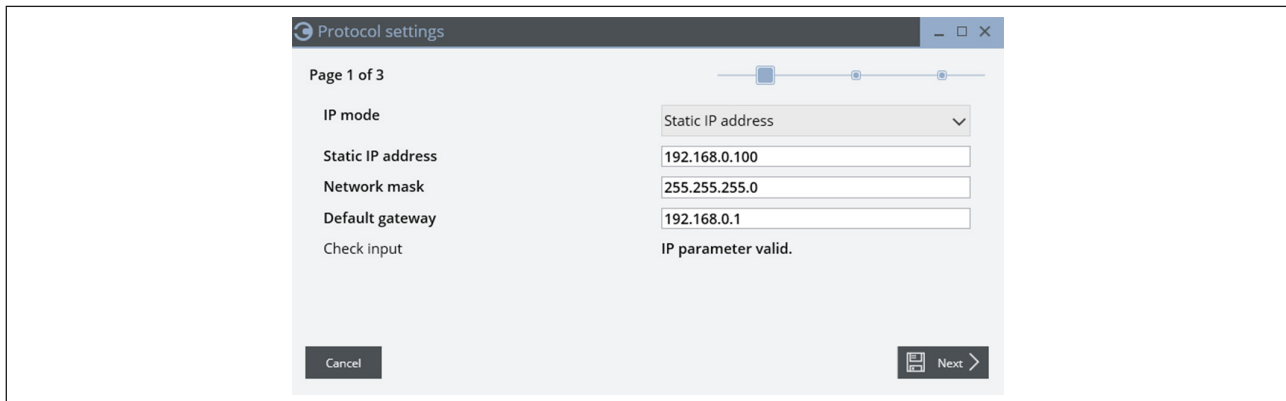 Protocol settings
Page 1 of 3
IP mode
Static IP address
Static IP address
192.168.0.100
Network mask
255.255.255.0
Default gateway
192.168.0.1
Check input
IP parameter valid.
Cancel
Next